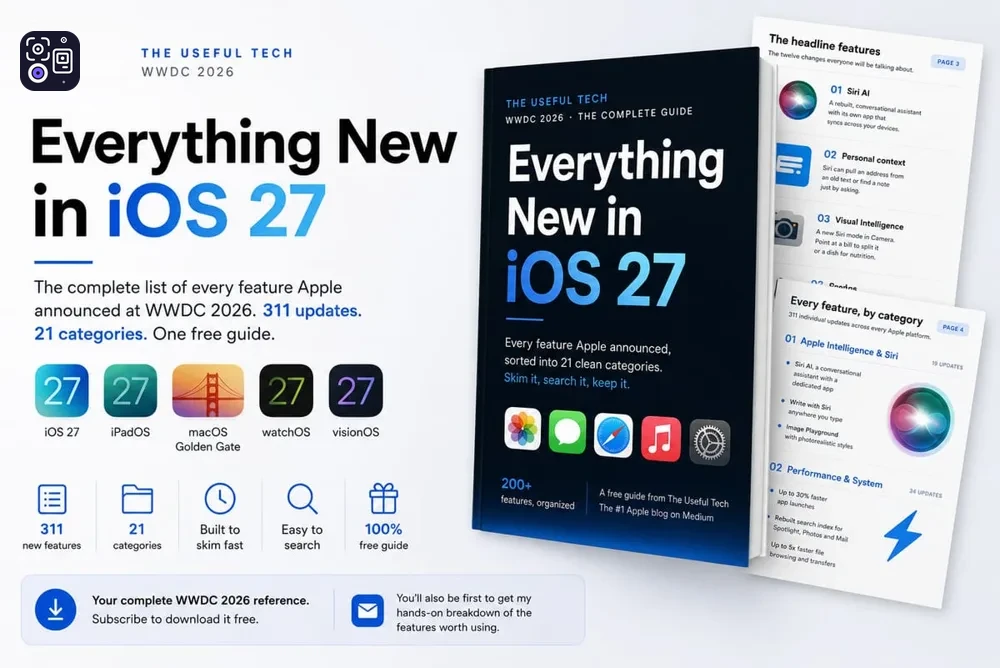 THE USEFUL TECH
WWDC 2026
Everything New
in iOS 27
The complete list of every feature Apple
announced at WWDC 2026. 311 updates.
21 categories. One free guide.
27
27
27
27
iOS 27
iPadOS
macOS
Golden Gate
watchOS
visionOS
311
new features
21
categories
Built to
skim fast
Easy to
search
100%
free guide
Your complete WWDC 2026 reference.
Subscribe to download it free.
You'll also be first to get my
hands-on breakdown of the
features worth using.
THE USEFUL TECH
WWDC 2026 · THE COMPLETE GUIDE
Everything
New in
iOS 27
Every feature Apple announced,
sorted into 21 clean categories.
Skim it, search it, keep it.
200+
features, organized
A free guide from The Useful Tech
The #1 Apple blog on Medium
The headline features
The twelve changes everyone will be talking about.
PAGE 3
01 Siri AI
A rebuilt, conversational assistant
with its own app that
syncs across your devices.
02 Personal context
Siri can pull an address from
an old text or find a note
just by asking.
03 Visual Intelligence
A new Siri mode in Camera.
Point at a bill to split it
or a dish for nutrition.
Every feature, by category
311 individual updates across every Apple platform.
PAGE 4
01 Apple Intelligence & Siri
UPDATES
Siri AI, a conversational
assistant with a
dedicated app
Write with Siri
anywhere you type
Image Playground
with photorealistic styles
02 Performance & System
24 UPDATES
Up to 30% faster
app launches
Rebuilt search index for
Spotlight, Photos and Mail
Up to 5x faster file
browsing and transfers